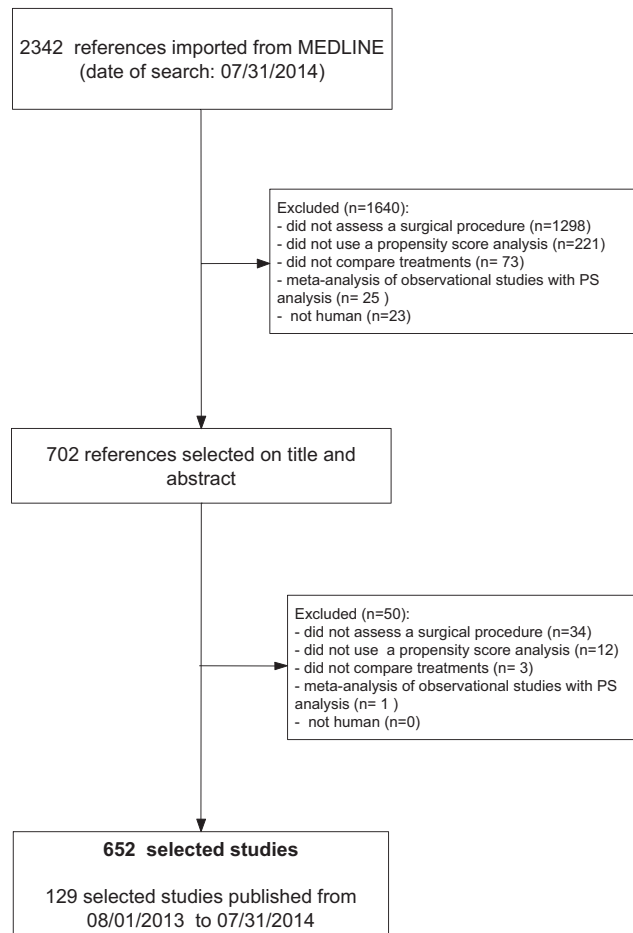 2342 references imported from MEDLINE
(date of search: 07/31/2014)
Excluded (n=1640):
- did not assess a surgical procedure (n=1298)
- did not use a propensity score analysis (n=221)
- did not compare treatments (n= 73)
- meta-analysis of observational studies with PS
analysis (n= 25 )
- not human (n=23)
702 references selected on title and
abstract
Excluded (n=50):
- did not assess a surgical procedure (n=34)
- did not use a propensity score analysis (n=12)
- did not compare treatments (n= 3)
- meta-analysis of observational studies with PS
analysis (n= 1 )
- not human (n=0)
652 selected studies
129 selected studies published from
08/01/2013 to 07/31/2014